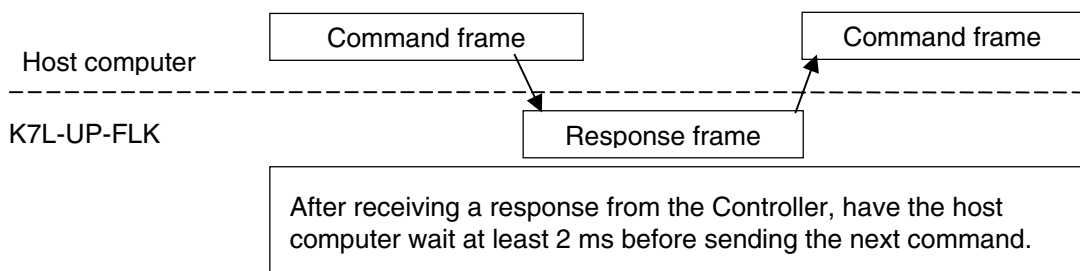 Command frame
Command frame
Host computer
K7L-UP-FLK
Response frame
After receiving a response from the Controller, have the host
computer wait at least 2 ms before sending the next command.